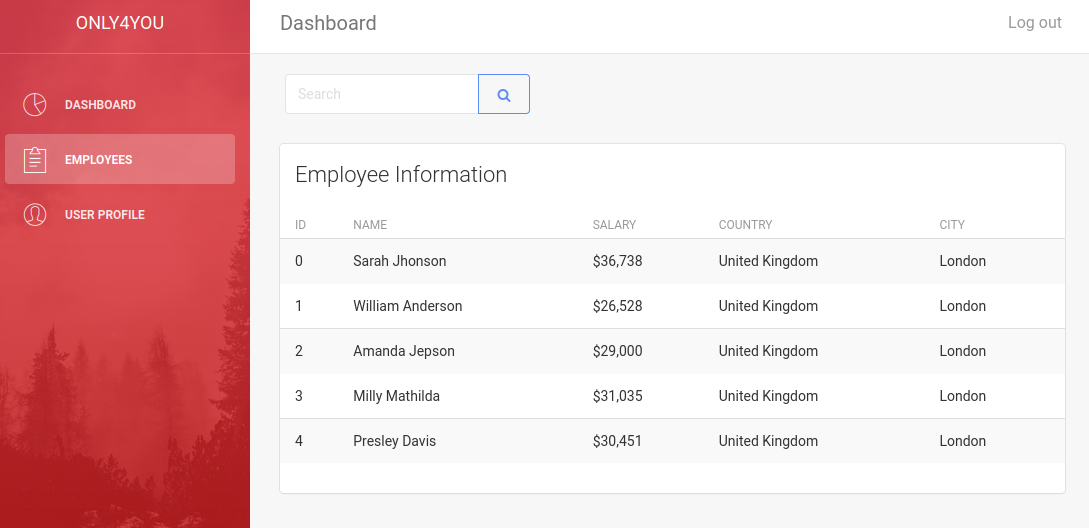 ONLY4YOU
DASHBOARD
EMPLOYEES
USER PROFILE
Dashboard Log out
Search
Employee Information
ID NAME SALARY COUNTRY CITY
0 Sarah Jhonson $36,738 United Kingdom London
1 William Anderson $26,528 United Kingdom London
2 Amanda Jepson $29,000 United Kingdom London
3 Milly Mathilda $31,035 United Kingdom London
4 Presley Davis $30,451 United Kingdom London